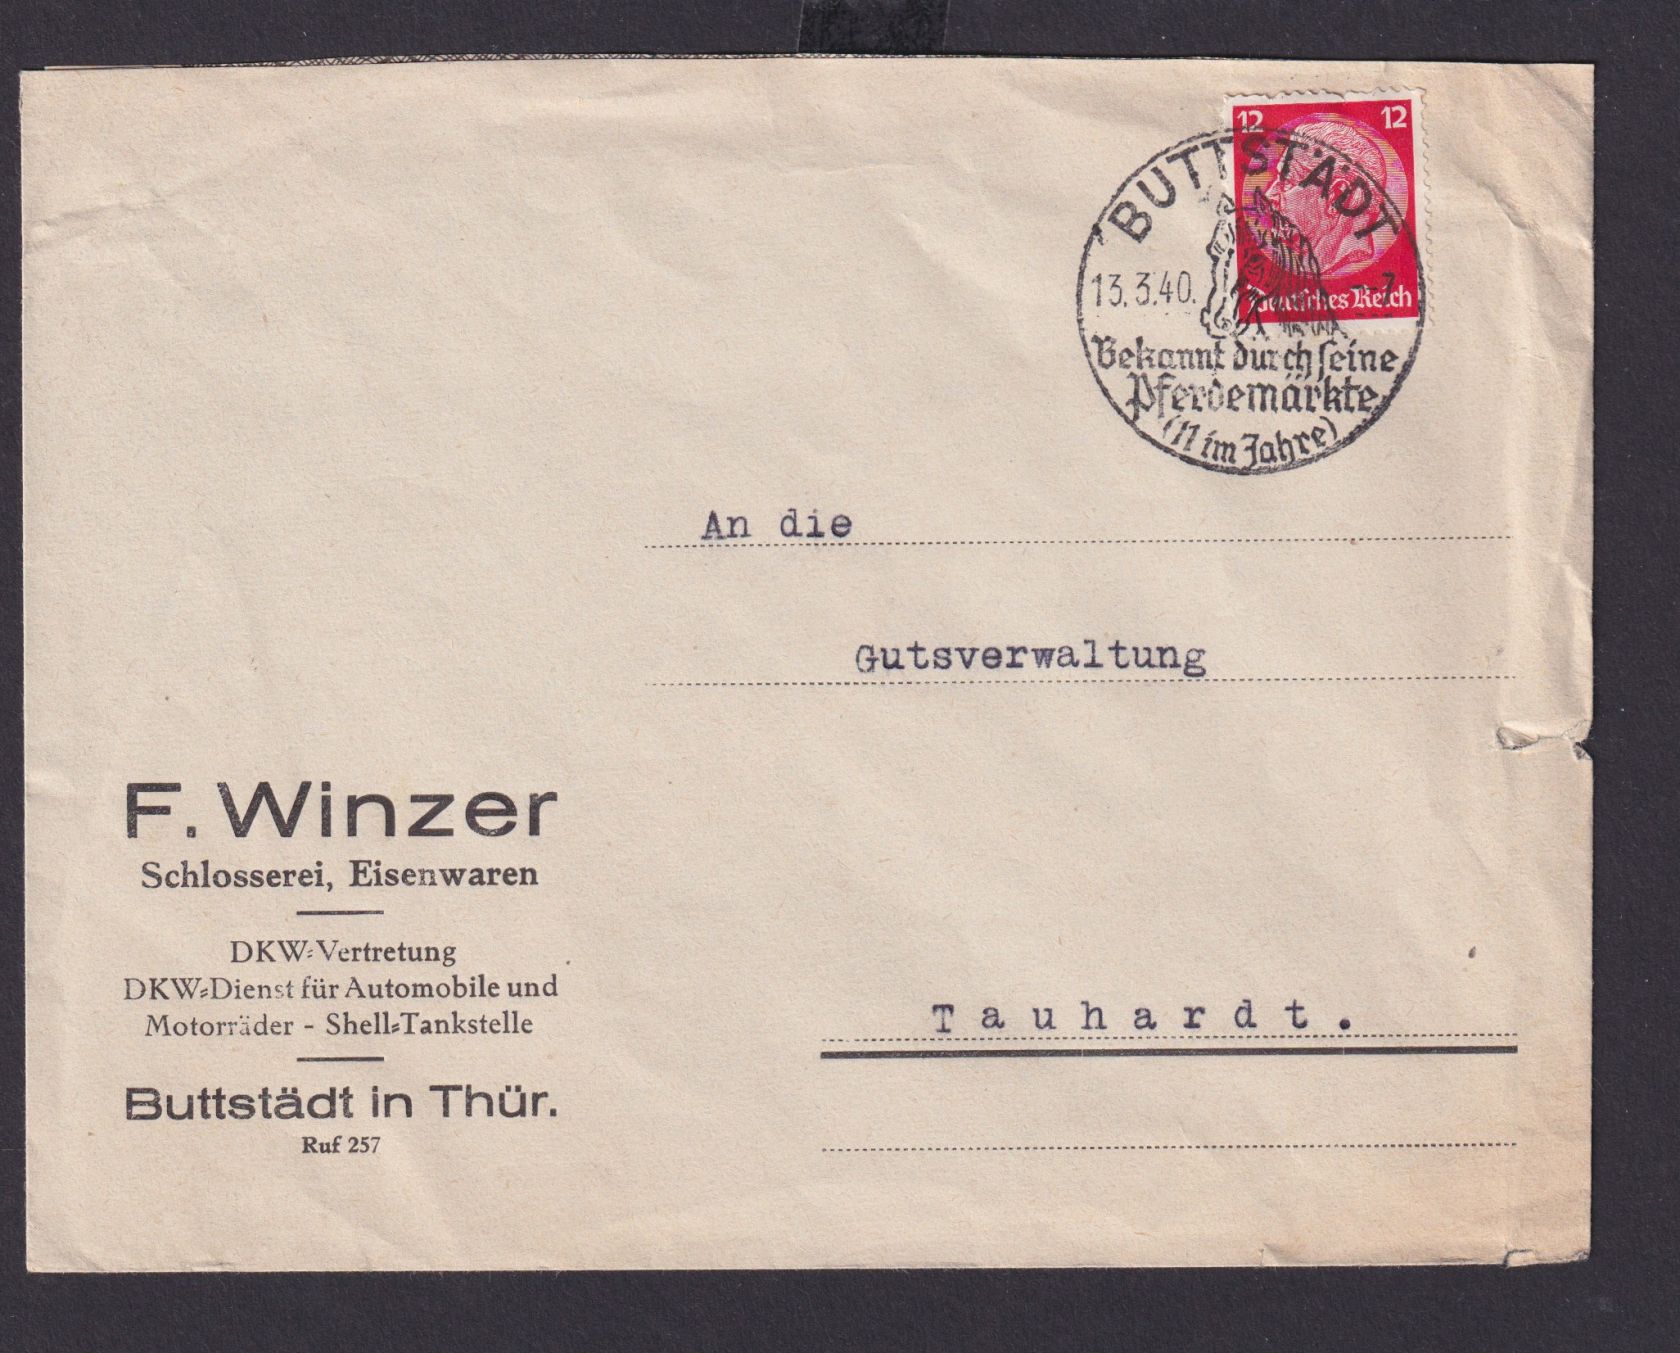 12 12
Deutsches Reich
BUTTSTÄDT
13.3.40. -7
Bekannt durch seine
Pferdemärkte
(11 im Jahre)
An die
Gutsverwaltung
Tauhardt.
F. Winzer
Schlosserei, Eisenwaren
DKW-Vertretung
DKW-Dienst für Automobile und
Motorräder - Shell-Tankstelle
Buttstädt in Thür.
Ruf 257